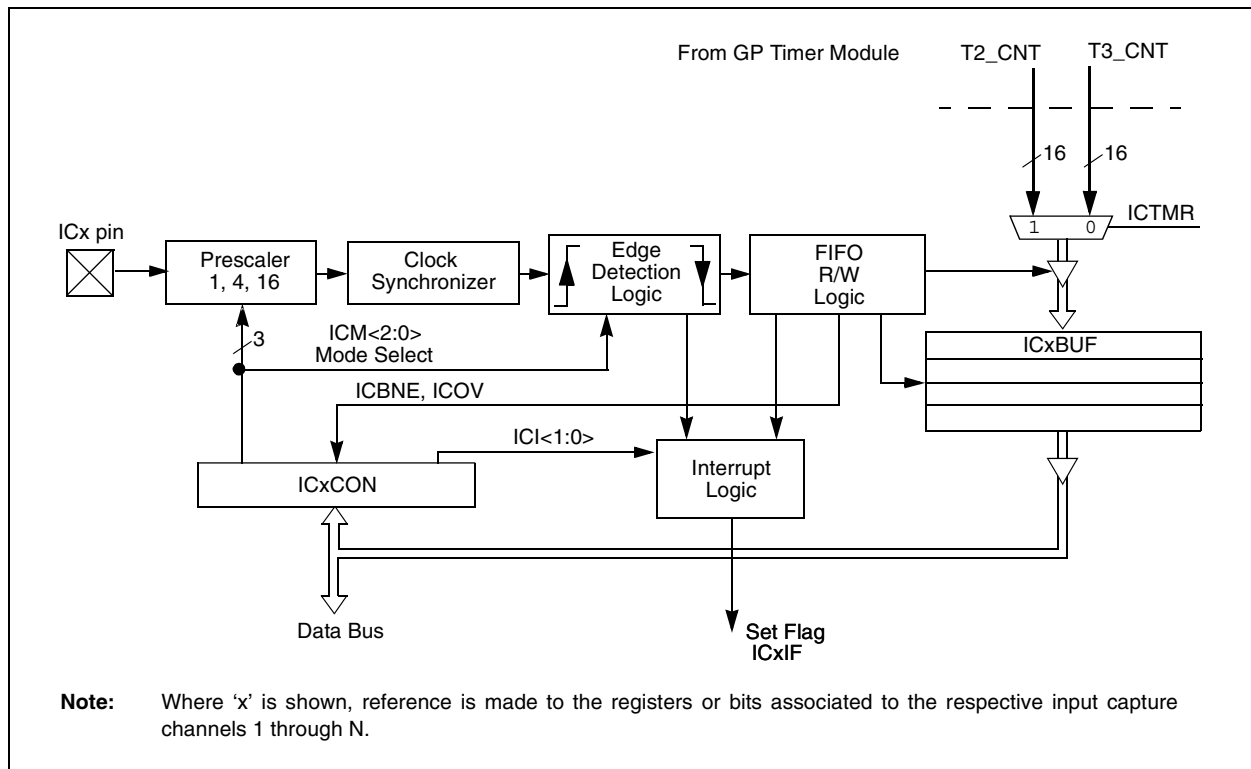 From GP Timer Module
T2_CNT
T3_CNT
16
16
ICx pin
1
0
ICTMR
Prescaler
1, 4, 16
Clock
Synchronizer
Edge
Detection
Logic
FIFO
R/W
Logic
3
ICM<2:0>
Mode Select
ICxBUF
ICBNE, ICOV
ICI<1:0>
ICxCON
Interrupt
Logic
Data Bus
Set Flag
ICxIF
Note: Where ‘x’ is shown, reference is made to the registers or bits associated to the respective input capture
channels 1 through N.